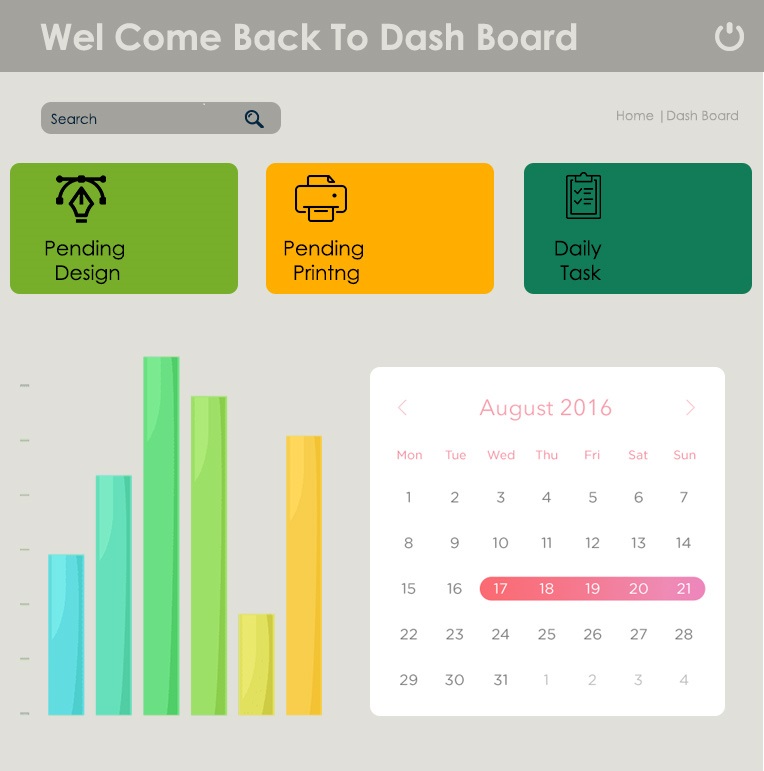 Wel Come Back To Dash Board
Search
Home |Dash Board
Pending
Design
Pending
Printng
Daily
Task
August 2016
Mon Tue Wed Thu Fri Sat Sun
1 2 3 4 5 6 7
8 9 10 11 12 13 14
15 16 17 18 19 20 21
22 23 24 25 26 27 28
29 30 31 1 2 3 4